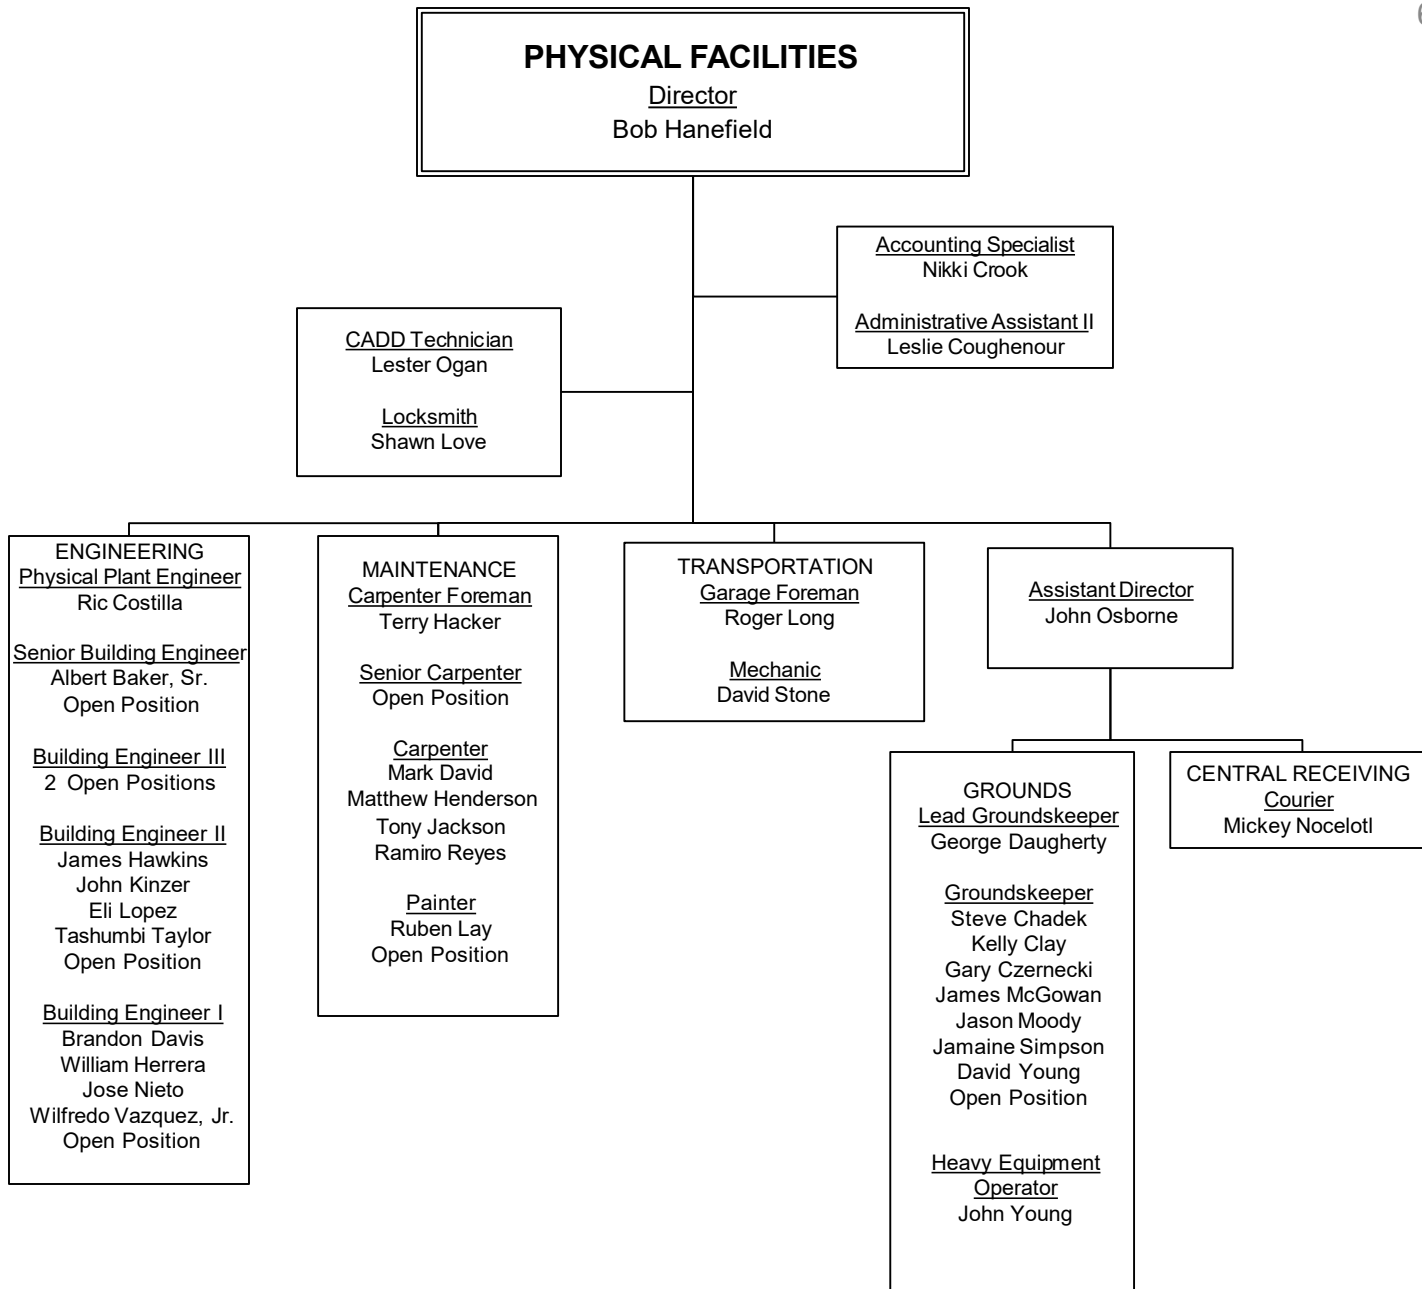 PHYSICAL FACILITIES
Director
Bob Hanefield
Accounting Specialist
Nikki Crook
Administrative Assistant II
Leslie Coughenour
CADD Technician
Lester Ogan
Locksmith
Shawn Love
ENGINEERING
Physical Plant Engineer
Ric Costilla
Senior Building Engineer
Albert Baker, Sr.
Open Position
Building Engineer III
2 Open Positions
Building Engineer II
James Hawkins
John Kinzer
Eli Lopez
Tashumbi Taylor
Open Position
Building Engineer I
Brandon Davis
William Herrera
Jose Nieto
Wilfredo Vazquez, Jr.
Open Position
MAINTENANCE
Carpenter Foreman
Terry Hacker
Senior Carpenter
Open Position
Carpenter
Mark David
Matthew Henderson
Tony Jackson
Ramiro Reyes
Painter
Ruben Lay
Open Position
TRANSPORTATION
Garage Foreman
Roger Long
Mechanic
David Stone
Assistant Director
John Osborne
GROUNDS
Lead Groundskeeper
George Daugherty
Groundskeeper
Steve Chadek
Kelly Clay
Gary Czernecki
James McGowan
Jason Moody
Jamaine Simpson
David Young
Open Position
Heavy Equipment
Operator
John Young
CENTRAL RECEIVING
Courier
Mickey Nocelotl